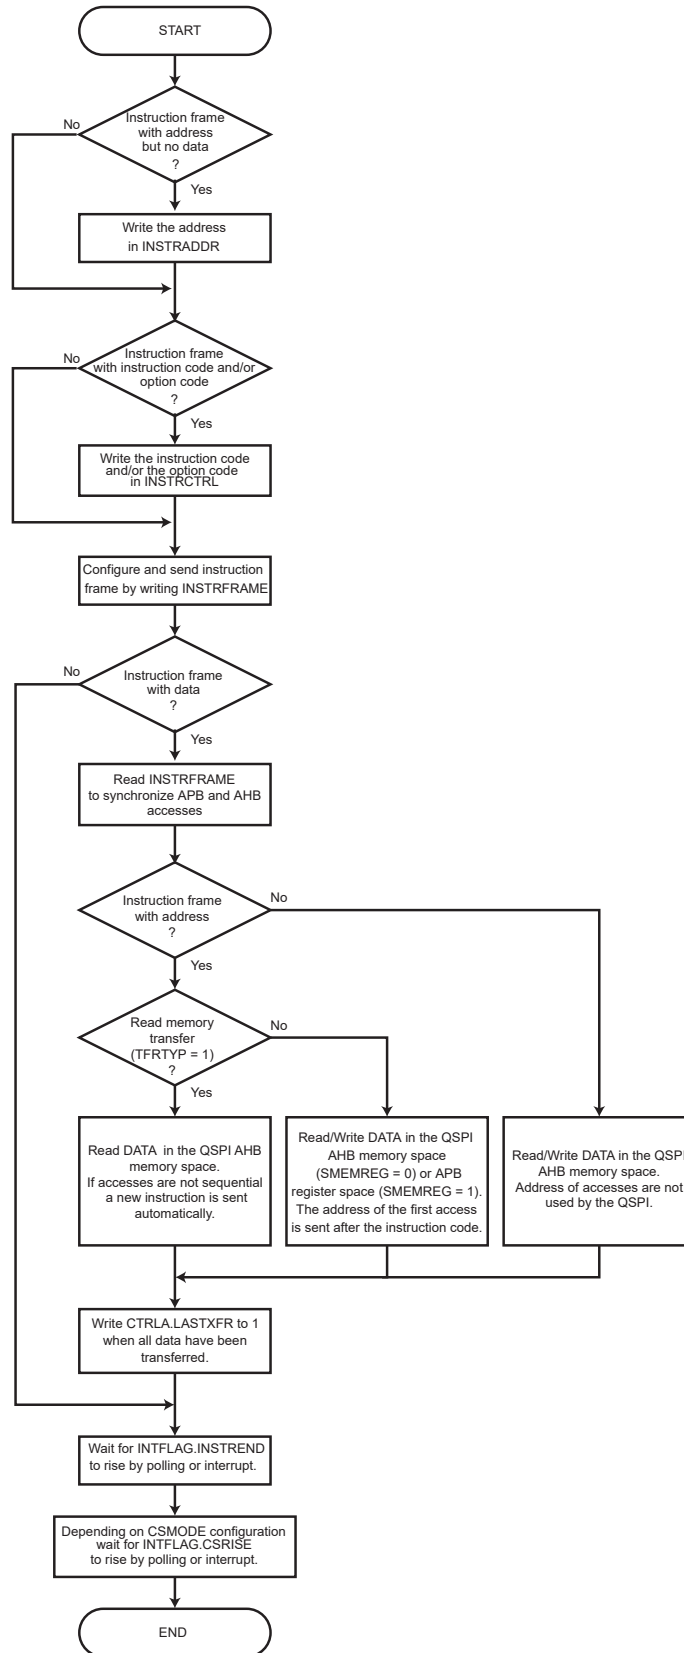 START
Instruction frame
with address
but no data
?
No
Yes
Write the address
in INSTRADDR
Instruction frame
with instruction code and/or
option code
?
No
Yes
Write the instruction code
and/or the option code
in INSTRCTRL
Configure and send instruction
frame by writing INSTRFRAME
Instruction frame
with data
?
No
Yes
Read INSTRFRAME
to synchronize APB and AHB
accesses
Instruction frame
with address
?
No
Yes
Read memory
transfer
(TFRTYP = 1)
?
No
Yes
Read DATA in the QSPI AHB
memory space.
If accesses are not sequential
a new instruction is sent
automatically.
Read/Write DATA in the QSPI
AHB memory space
(SMEMREG = 0) or APB
register space (SMEMREG = 1).
The address of the first access
is sent after the instruction code.
Read/Write DATA in the QSPI
AHB memory space.
Address of accesses are not
used by the QSPI.
Write CTRLA.LASTXFR to 1
when all data have been
transferred.
Wait for INTFLAG.INSTREND
to rise by polling or interrupt.
Depending on CSMODE configuration
wait for INTFLAG.CSRISE
to rise by polling or interrupt.
END